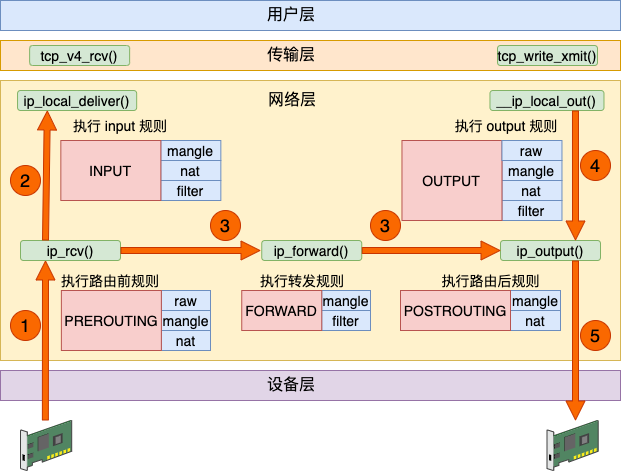 用户层
传输层
tcp_v4_rcv()
tcp_write_xmit()
网络层
ip_local_deliver()
__ip_local_out()
执行 input 规则
执行 output 规则
INPUT
mangle
nat
filter
OUTPUT
raw
mangle
nat
filter
2
4
3
3
ip_rcv()
ip_forward()
ip_output()
执行路由前规则
执行转发规则
执行路由后规则
PREROUTING
raw
mangle
nat
FORWARD
mangle
filter
POSTROUTING
mangle
nat
1
5
设备层